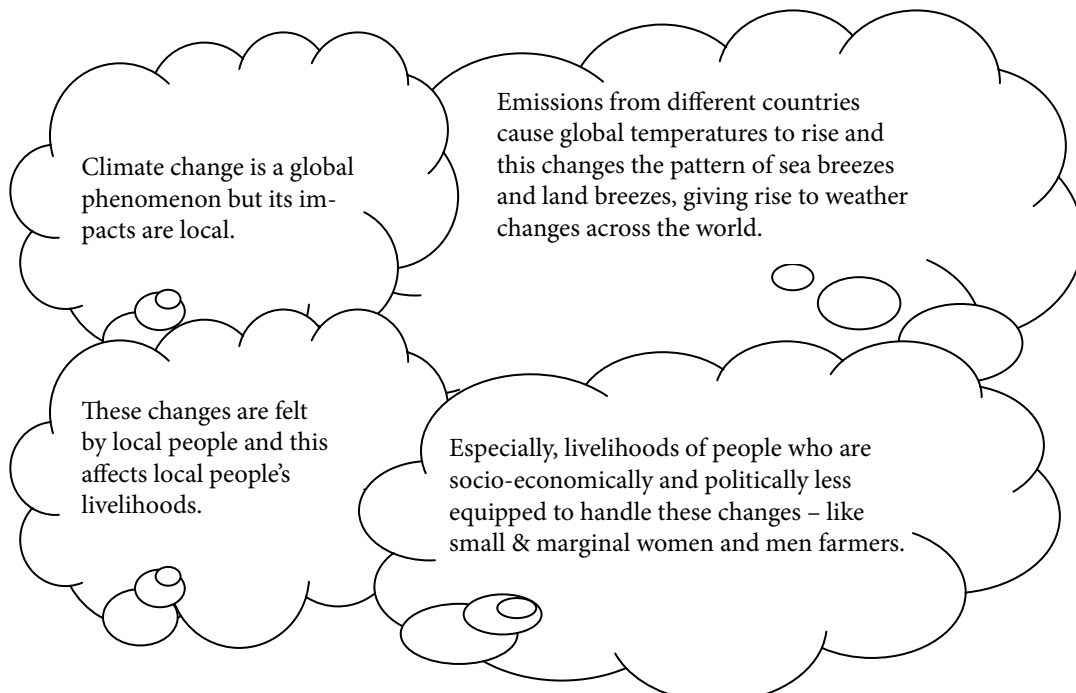 Climate change is a global
phenomenon but its im-
pacts are local.
Emissions from different countries
cause global temperatures to rise and
this changes the pattern of sea breezes
and land breezes, giving rise to weather
changes across the world.
These changes are felt
by local people and this
affects local people’s
livelihoods.
Especially, livelihoods of people who are
socio-economically and politically less
equipped to handle these changes – like
small & marginal women and men farmers.